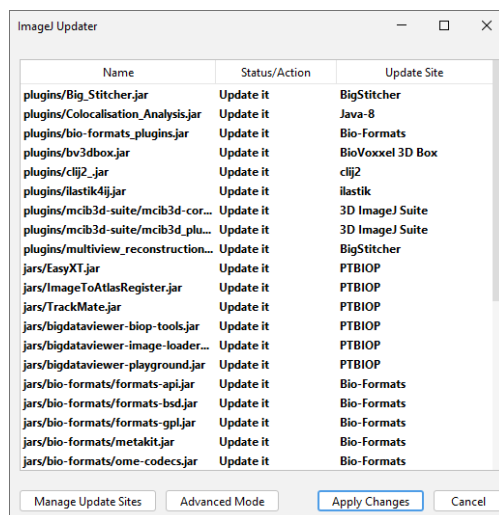 ImageJ Updater
Name Status/Action Update Site
plugins/Big_Stitcher.jar Update it BigStitcher
plugins/Colocalisation_Analysis.jar Update it Java-8
plugins/bio-formats_plugins.jar Update it Bio-Formats
plugins/bv3dbox.jar Update it BioVoxxel 3D Box
plugins/clij2_.jar Update it clij2
plugins/ilastik4ij.jar Update it ilastik
plugins/mcib3d-suite/mcib3d-cor... Update it 3D ImageJ Suite
plugins/mcib3d-suite/mcib3d_plu... Update it 3D ImageJ Suite
plugins/multiview_reconstruction... Update it BigStitcher
jars/EasyXT.jar Update it PTBIOP
jars/ImageToAtlasRegister.jar Update it PTBIOP
jars/TrackMate.jar Update it PTBIOP
jars/bigdataviewer-biop-tools.jar Update it PTBIOP
jars/bigdataviewer-image-loader... Update it PTBIOP
jars/bigdataviewer-playground.jar Update it PTBIOP
jars/bio-formats/formats-api.jar Update it Bio-Formats
jars/bio-formats/formats-bsd.jar Update it Bio-Formats
jars/bio-formats/formats-gpl.jar Update it Bio-Formats
jars/bio-formats/metakit.jar Update it Bio-Formats
jars/bio-formats/ome-codecs.jar Update it Bio-Formats
Manage Update Sites Advanced Mode Apply Changes Cancel